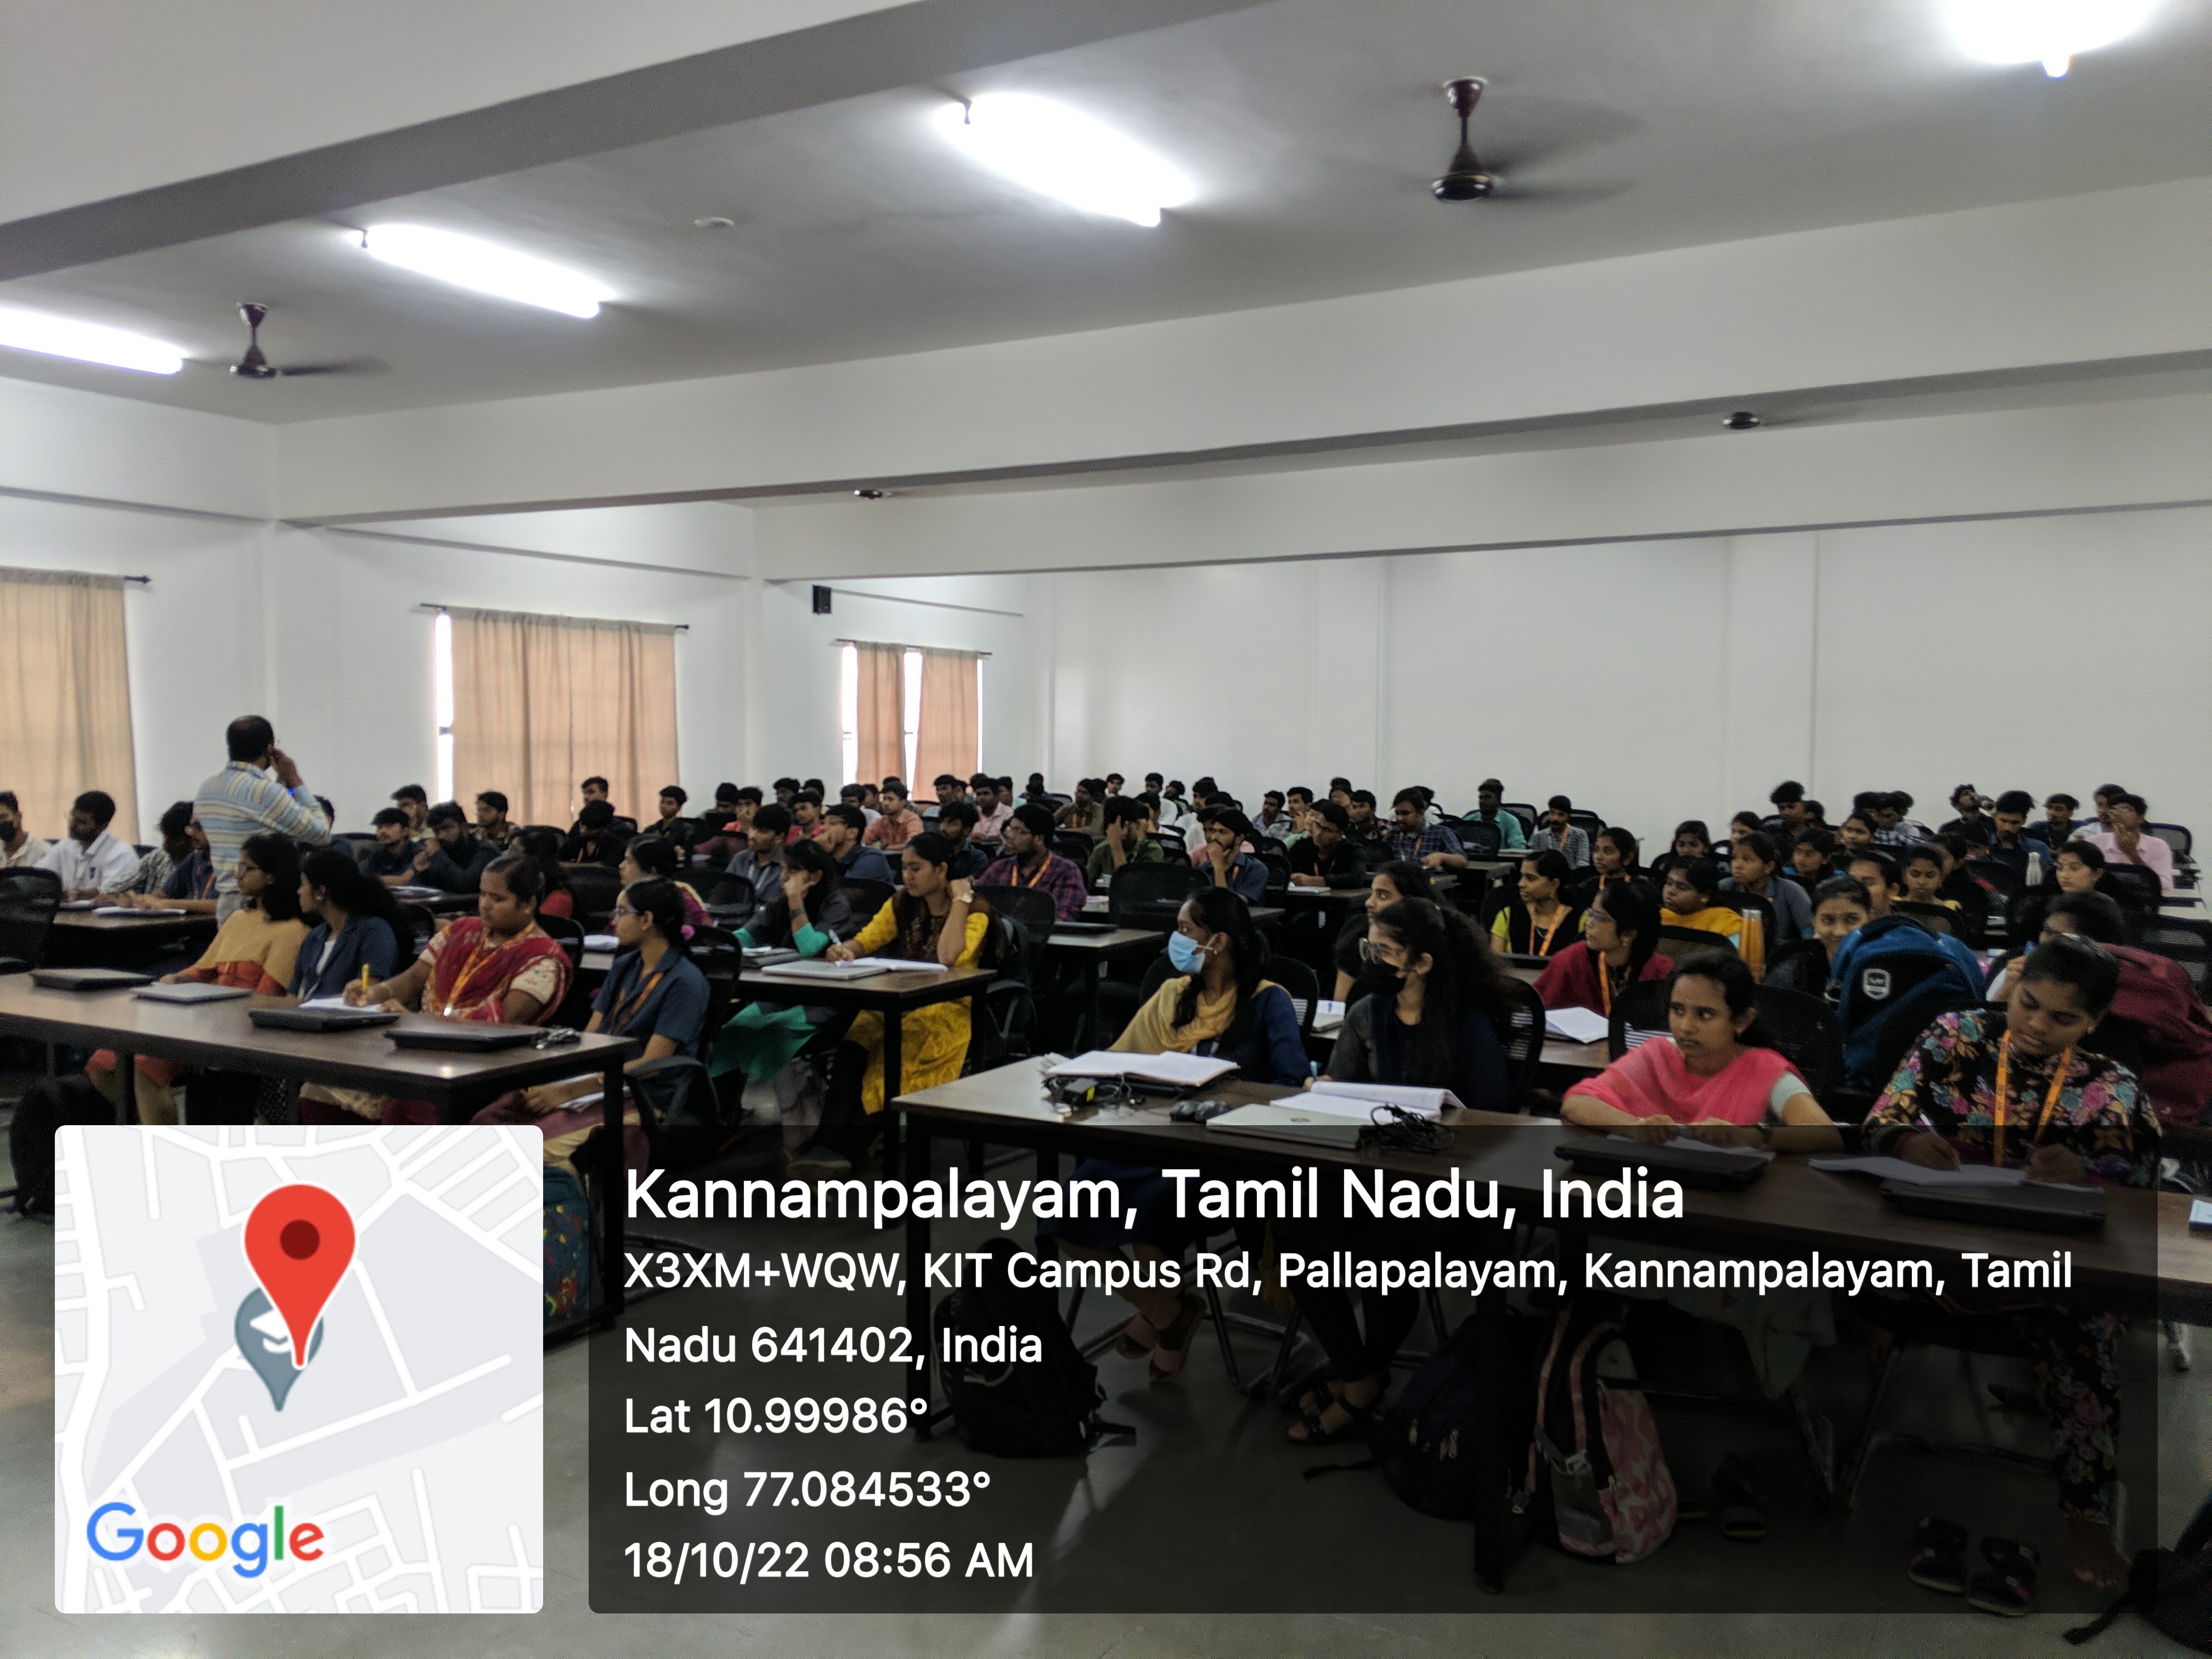 Kannampalayam, Tamil Nadu, India
X3XM+WQW, KIT Campus Rd, Pallapalayam, Kannampalayam, Tamil
Nadu 641402, India
Lat 10.99986°
Long 77.084533°
18/10/22 08:56 AM
Google